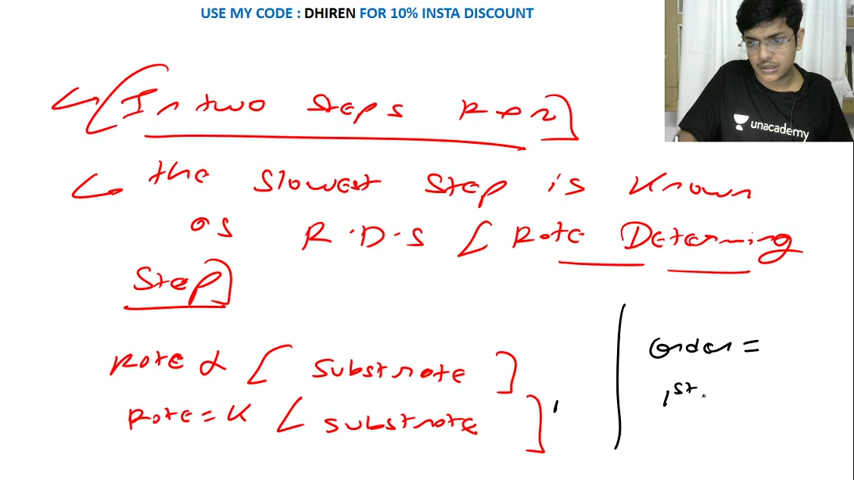 USE MY CODE : DHIREN FOR 10% INSTA DISCOUNT
unacademy
[In two steps rxn]
the slowest step is known
as R.D.S [Rate Determing
Step]
Rate α [substrate]
Rate = K [substrate]¹
order =
1st.